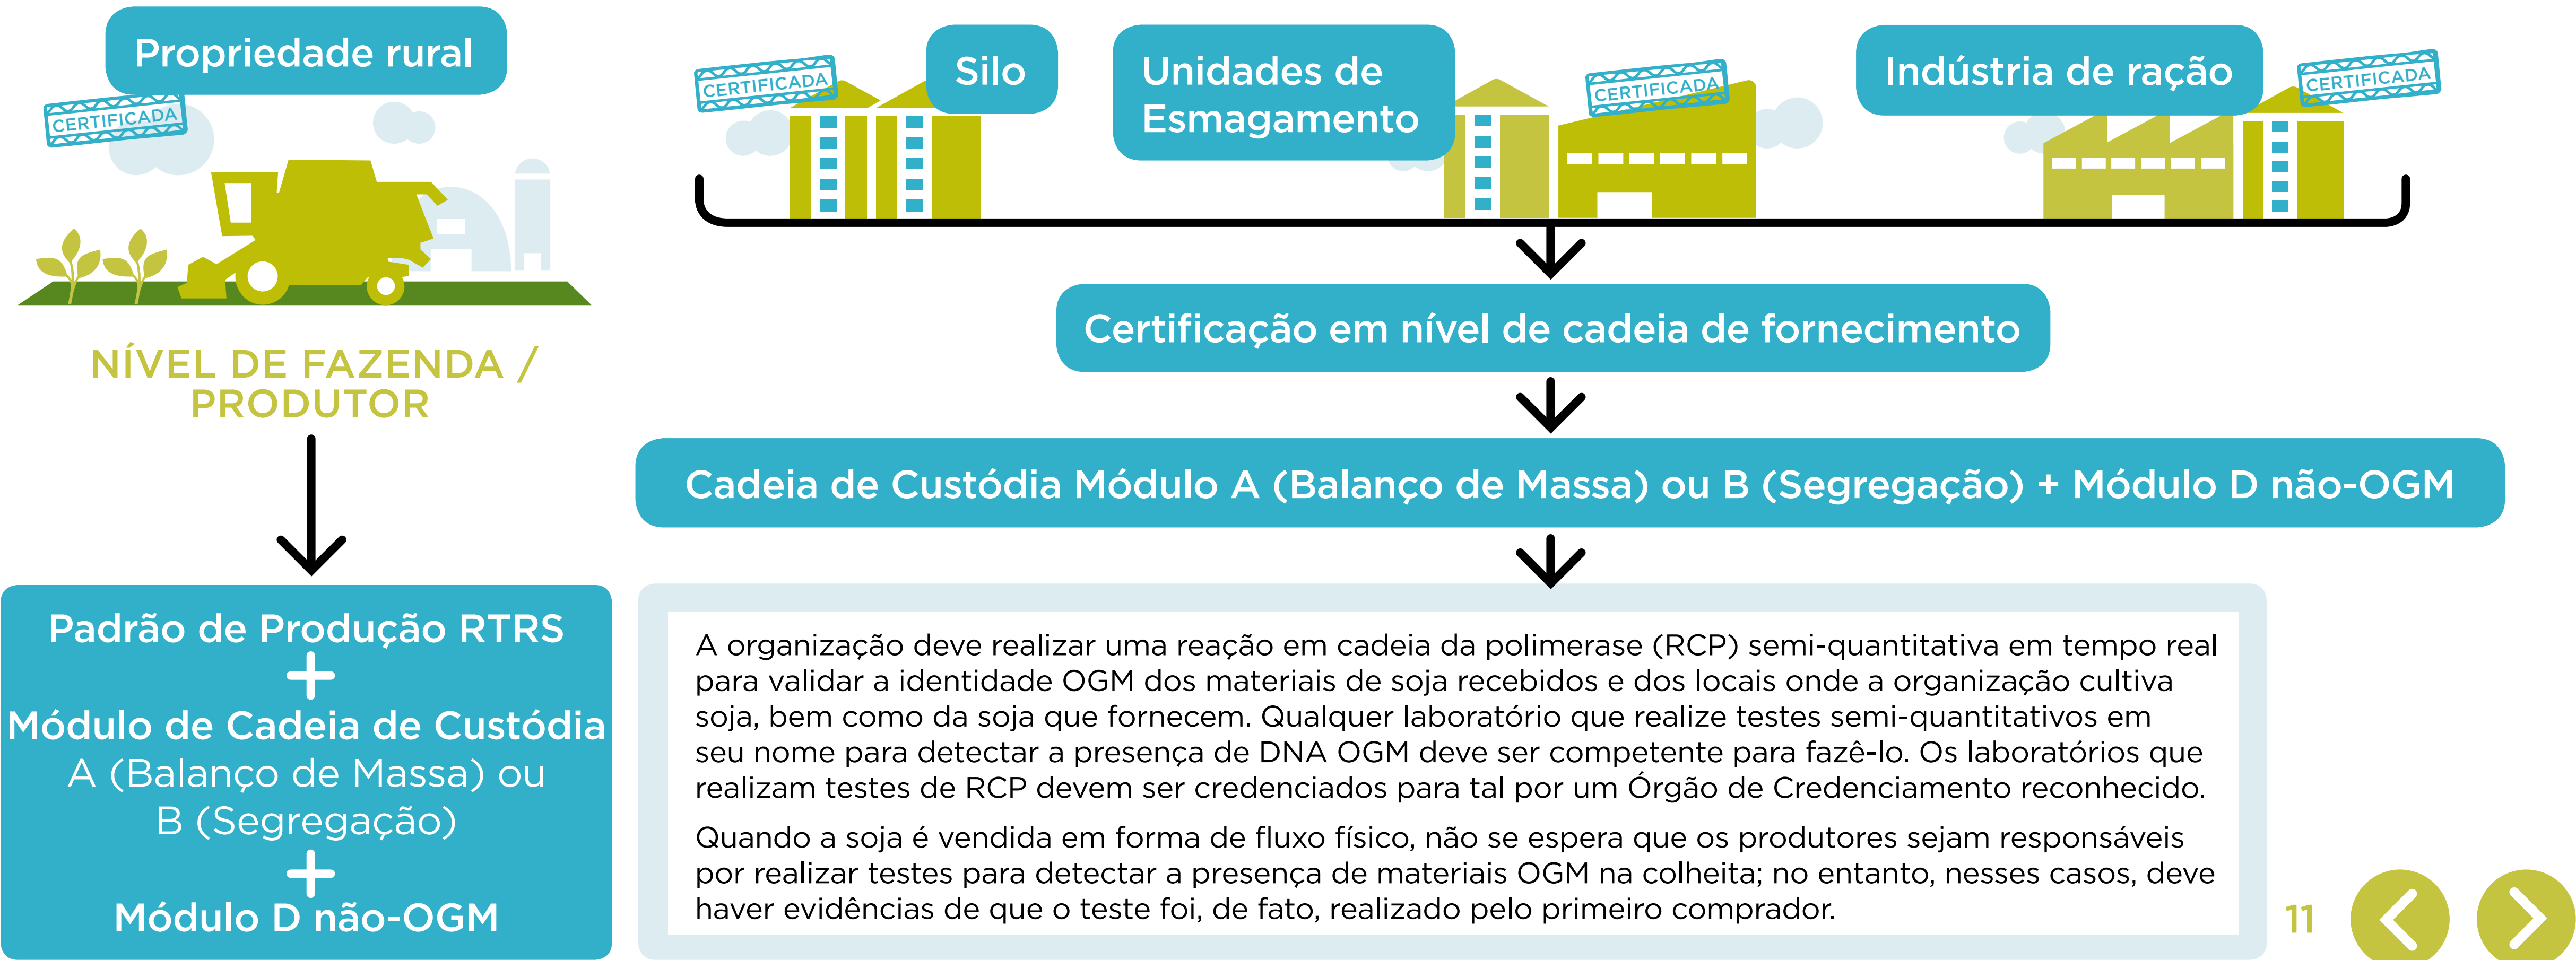 Propriedade rural
CERTIFICADA
NÍVEL DE FAZENDA /
PRODUTOR
Padrão de Produção RTRS
+
Módulo de Cadeia de Custódia
A (Balanço de Massa) ou
B (Segregação)
+
Módulo D não-OGM
CERTIFICADA
Silo
Unidades de
Esmagamento
CERTIFICADA
Indústria de ração
CERTIFICADA
Certificação em nível de cadeia de fornecimento
Cadeia de Custódia Módulo A (Balanço de Massa) ou B (Segregação) + Módulo D não-OGM
A organização deve realizar uma reação em cadeia da polimerase (RCP) semi-quantitativa em tempo real
para validar a identidade OGM dos materiais de soja recebidos e dos locais onde a organização cultiva
soja, bem como da soja que fornecem. Qualquer laboratório que realize testes semi-quantitativos em
seu nome para detectar a presença de DNA OGM deve ser competente para fazê-lo. Os laboratórios que
realizam testes de RCP devem ser credenciados para tal por um Órgão de Credenciamento reconhecido.
Quando a soja é vendida em forma de fluxo físico, não se espera que os produtores sejam responsáveis
por realizar testes para detectar a presença de materiais OGM na colheita; no entanto, nesses casos, deve
haver evidências de que o teste foi, de fato, realizado pelo primeiro comprador.
11